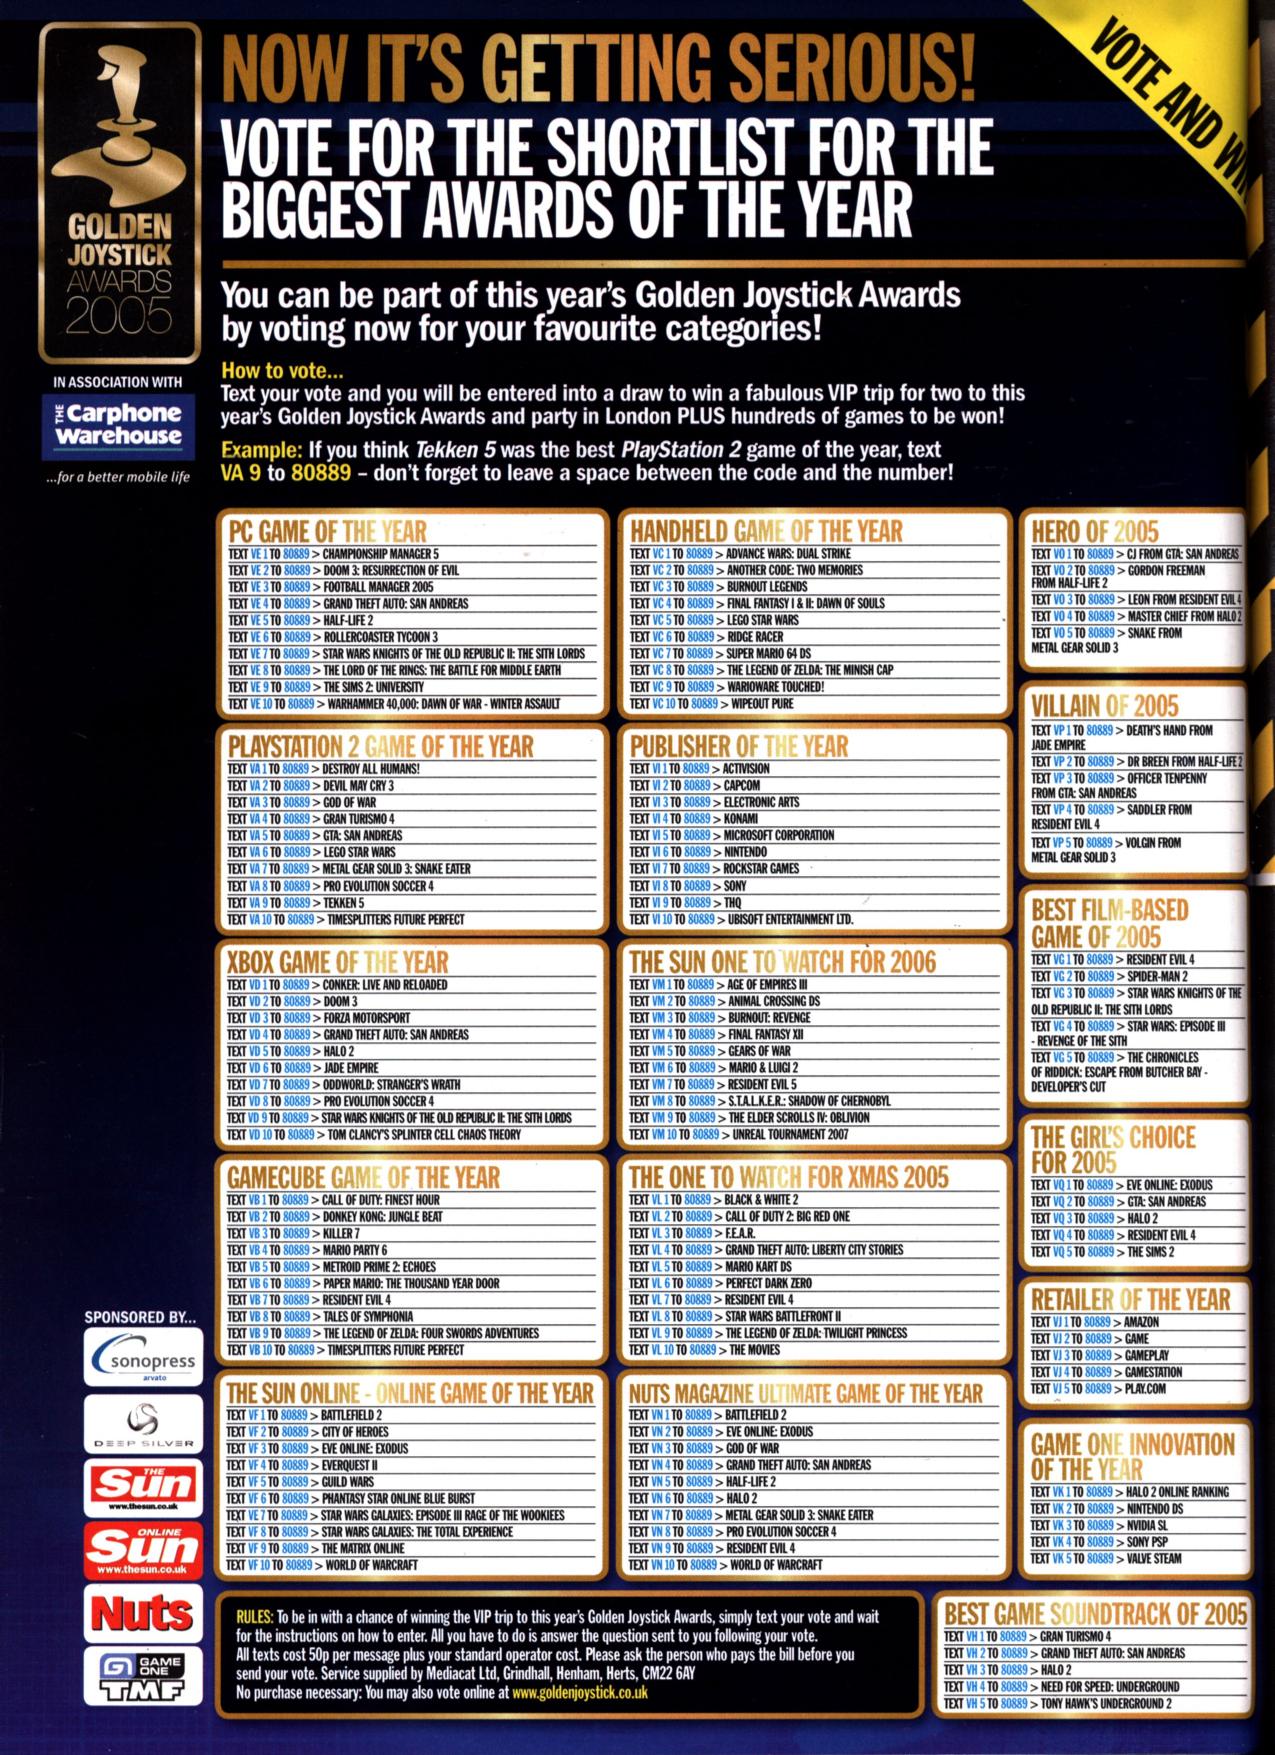 GOLDEN
JOYSTICK
AWARDS
2005
IN ASSOCIATION WITH
THE Carphone
Warehouse
...for a better mobile life
NOW IT'S GETTING SERIOUS!
VOTE FOR THE SHORTLIST FOR THE
BIGGEST AWARDS OF THE YEAR
VOTE AND
You can be part of this year's Golden Joystick Awards
by voting now for your favourite categories!
How to vote...
Text your vote and you will be entered into a draw to win a fabulous VIP trip for two to this
year's Golden Joystick Awards and party in London PLUS hundreds of games to be won!
Example: If you think Tekken 5 was the best PlayStation 2 game of the year, text
VA 9 to 80889 – don't forget to leave a space between the code and the number!
PC GAME OF THE YEAR
TEXT VE 1 TO 80889 > CHAMPIONSHIP MANAGER 5
TEXT VE 2 TO 80889 > DOOM 3: RESURRECTION OF EVIL
TEXT VE 3 TO 80889 > FOOTBALL MANAGER 2005
TEXT VE 4 TO 80889 > GRAND THEFT AUTO: SAN ANDREAS
TEXT VE 5 TO 80889 > HALF-LIFE 2
TEXT VE 6 TO 80889 > ROLLERCOASTER TYCOON 3
TEXT VE 7 TO 80889 > STAR WARS KNIGHTS OF THE OLD REPUBLIC II: THE SITH LORDS
TEXT VE 8 TO 80889 > THE LORD OF THE RINGS: THE BATTLE FOR MIDDLE EARTH
TEXT VE 9 TO 80889 > THE SIMS 2: UNIVERSITY
TEXT VE 10 TO 80889 > WARHAMMER 40,000: DAWN OF WAR - WINTER ASSAULT
PLAYSTATION 2 GAME OF THE YEAR
TEXT VA 1 TO 80889 > DESTROY ALL HUMANS!
TEXT VA 2 TO 80889 > DEVIL MAY CRY 3
TEXT VA 3 TO 80889 > GOD OF WAR
TEXT VA 4 TO 80889 > GRAN TURISMO 4
TEXT VA 5 TO 80889 > GTA: SAN ANDREAS
TEXT VA 6 TO 80889 > LEGO STAR WARS
TEXT VA 7 TO 80889 > METAL GEAR SOLID 3: SNAKE EATER
TEXT VA 8 TO 80889 > PRO EVOLUTION SOCCER 4
TEXT VA 9 TO 80889 > TEKKEN 5
TEXT VA 10 TO 80889 > TIMESPLITTERS FUTURE PERFECT
XBOX GAME OF THE YEAR
TEXT VD 1 TO 80889 > CONKER: LIVE AND RELOADED
TEXT VD 2 TO 80889 > DOOM 3
TEXT VD 3 TO 80889 > FORZA MOTORSPORT
TEXT VD 4 TO 80889 > GRAND THEFT AUTO: SAN ANDREAS
TEXT VD 5 TO 80889 > HALO 2
TEXT VD 6 TO 80889 > JADE EMPIRE
TEXT VD 7 TO 80889 > ODDWORLD: STRANGER'S WRATH
TEXT VD 8 TO 80889 > PRO EVOLUTION SOCCER 4
TEXT VD 9 TO 80889 > STAR WARS KNIGHTS OF THE OLD REPUBLIC II: THE SITH LORDS
TEXT VD 10 TO 80889 > TOM CLANCY'S SPLINTER CELL CHAOS THEORY
GAMECUBE GAME OF THE YEAR
TEXT VB 1 TO 80889 > CALL OF DUTY: FINEST HOUR
TEXT VB 2 TO 80889 > DONKEY KONG: JUNGLE BEAT
TEXT VB 3 TO 80889 > KILLER 7
TEXT VB 4 TO 80889 > MARIO PARTY 6
TEXT VB 5 TO 80889 > METROID PRIME 2: ECHOES
TEXT VB 6 TO 80889 > PAPER MARIO: THE THOUSAND YEAR DOOR
TEXT VB 7 TO 80889 > RESIDENT EVIL 4
TEXT VB 8 TO 80889 > TALES OF SYMPHONIA
TEXT VB 9 TO 80889 > THE LEGEND OF ZELDA: FOUR SWORDS ADVENTURES
TEXT VB 10 TO 80889 > TIMESPLITTERS FUTURE PERFECT
THE SUN ONLINE - ONLINE GAME OF THE YEAR
TEXT VF 1 TO 80889 > BATTLEFIELD 2
TEXT VF 2 TO 80889 > CITY OF HEROES
TEXT VF 3 TO 80889 > EVE ONLINE: EXODUS
TEXT VF 4 TO 80889 > EVERQUEST II
TEXT VF 5 TO 80889 > GUILD WARS
TEXT VF 6 TO 80889 > PHANTASY STAR ONLINE BLUE BURST
TEXT VE 7 TO 80889 > STAR WARS GALAXIES: EPISODE III RAGE OF THE WOOKIEES
TEXT VF 8 TO 80889 > STAR WARS GALAXIES: THE TOTAL EXPERIENCE
TEXT VF 9 TO 80889 > THE MATRIX ONLINE
TEXT VF 10 TO 80889 > WORLD OF WARCRAFT
HANDHELD GAME OF THE YEAR
TEXT VC 1 TO 80889 > ADVANCE WARS: DUAL STRIKE
TEXT VC 2 TO 80889 > ANOTHER CODE: TWO MEMORIES
TEXT VC 3 TO 80889 > BURNOUT LEGENDS
TEXT VC 4 TO 80889 > FINAL FANTASY I & II: DAWN OF SOULS
TEXT VC 5 TO 80889 > LEGO STAR WARS
TEXT VC 6 TO 80889 > RIDGE RACER
TEXT VC 7 TO 80889 > SUPER MARIO 64 DS
TEXT VC 8 TO 80889 > THE LEGEND OF ZELDA: THE MINISH CAP
TEXT VC 9 TO 80889 > WARIOWARE TOUCHED!
TEXT VC 10 TO 80889 > WIPEOUT PURE
PUBLISHER OF THE YEAR
TEXT VI 1 TO 80889 > ACTIVISION
TEXT VI 2 TO 80889 > CAPCOM
TEXT VI 3 TO 80889 > ELECTRONIC ARTS
TEXT VI 4 TO 80889 > KONAMI
TEXT VI 5 TO 80889 > MICROSOFT CORPORATION
TEXT VI 6 TO 80889 > NINTENDO
TEXT VI 7 TO 80889 > ROCKSTAR GAMES
TEXT VI 8 TO 80889 > SONY
TEXT VI 9 TO 80889 > THQ
TEXT VI 10 TO 80889 > UBISOFT ENTERTAINMENT LTD.
THE SUN ONE TO WATCH FOR 2006
TEXT VM 1 TO 80889 > AGE OF EMPIRES III
TEXT VM 2 TO 80889 > ANIMAL CROSSING DS
TEXT VM 3 TO 80889 > BURNOUT: REVENGE
TEXT VM 4 TO 80889 > FINAL FANTASY XII
TEXT VM 5 TO 80889 > GEARS OF WAR
TEXT VM 6 TO 80889 > MARIO & LUIGI 2
TEXT VM 7 TO 80889 > RESIDENT EVIL 5
TEXT VM 8 TO 80889 > S.T.A.L.K.E.R.: SHADOW OF CHERNOBYL
TEXT VM 9 TO 80889 > THE ELDER SCROLLS IV: OBLIVION
TEXT VM 10 TO 80889 > UNREAL TOURNAMENT 2007
THE ONE TO WATCH FOR XMAS 2005
TEXT VL 1 TO 80889 > BLACK & WHITE 2
TEXT VL 2 TO 80889 > CALL OF DUTY 2: BIG RED ONE
TEXT VL 3 TO 80889 > F.E.A.R.
TEXT VL 4 TO 80889 > GRAND THEFT AUTO: LIBERTY CITY STORIES
TEXT VL 5 TO 80889 > MARIO KART DS
TEXT VL 6 TO 80889 > PERFECT DARK ZERO
TEXT VL 7 TO 80889 > RESIDENT EVIL 4
TEXT VL 8 TO 80889 > STAR WARS BATTLEFRONT II
TEXT VL 9 TO 80889 > THE LEGEND OF ZELDA: TWILIGHT PRINCESS
TEXT VL 10 TO 80889 > THE MOVIES
NUTS MAGAZINE ULTIMATE GAME OF THE YEAR
TEXT VN 1 TO 80889 > BATTLEFIELD 2
TEXT VN 2 TO 80889 > EVE ONLINE: EXODUS
TEXT VN 3 TO 80889 > GOD OF WAR
TEXT VN 4 TO 80889 > GRAND THEFT AUTO: SAN ANDREAS
TEXT VN 5 TO 80889 > HALF-LIFE 2
TEXT VN 6 TO 80889 > HALO 2
TEXT VN 7 TO 80889 > METAL GEAR SOLID 3: SNAKE EATER
TEXT VN 8 TO 80889 > PRO EVOLUTION SOCCER 4
TEXT VN 9 TO 80889 > RESIDENT EVIL 4
TEXT VN 10 TO 80889 > WORLD OF WARCRAFT
HERO OF 2005
TEXT VO 1 TO 80889 > CJ FROM GTA: SAN ANDREAS
TEXT VO 2 TO 80889 > GORDON FREEMAN
FROM HALF-LIFE 2
TEXT VO 3 TO 80889 > LEON FROM RESIDENT EVIL 4
TEXT VO 4 TO 80889 > MASTER CHIEF FROM HALO 2
TEXT VO 5 TO 80889 > SNAKE FROM
METAL GEAR SOLID 3
VILLAIN OF 2005
TEXT VP 1 TO 80889 > DEATH'S HAND FROM
JADE EMPIRE
TEXT VP 2 TO 80889 > DR BREEN FROM HALF-LIFE 2
TEXT VP 3 TO 80889 > OFFICER TENPENNY
FROM GTA: SAN ANDREAS
TEXT VP 4 TO 80889 > SADDLER FROM
RESIDENT EVIL 4
TEXT VP 5 TO 80889 > VOLGIN FROM
METAL GEAR SOLID 3
BEST FILM-BASED
GAME OF 2005
TEXT VG 1 TO 80889 > RESIDENT EVIL 4
TEXT VG 2 TO 80889 > SPIDER-MAN 2
TEXT VG 3 TO 80889 > STAR WARS KNIGHTS OF THE
OLD REPUBLIC II: THE SITH LORDS
TEXT VG 4 TO 80889 > STAR WARS: EPISODE III
- REVENGE OF THE SITH
TEXT VG 5 TO 80889 > THE CHRONICLES
OF RIDDICK: ESCAPE FROM BUTCHER BAY -
DEVELOPER'S CUT
THE GIRL'S CHOICE
FOR 2005
TEXT VQ 1 TO 80889 > EVE ONLINE: EXODUS
TEXT VQ 2 TO 80889 > GTA: SAN ANDREAS
TEXT VQ 3 TO 80889 > HALO 2
TEXT VQ 4 TO 80889 > RESIDENT EVIL 4
TEXT VQ 5 TO 80889 > THE SIMS 2
RETAILER OF THE YEAR
TEXT VJ 1 TO 80889 > AMAZON
TEXT VJ 2 TO 80889 > GAME
TEXT VJ 3 TO 80889 > GAMEPLAY
TEXT VJ 4 TO 80889 > GAMESTATION
TEXT VJ 5 TO 80889 > PLAY.COM
GAME ONE INNOVATION
OF THE YEAR
TEXT VK 1 TO 80889 > HALO 2 ONLINE RANKING
TEXT VK 2 TO 80889 > NINTENDO DS
TEXT VK 3 TO 80889 > NVIDIA SL
TEXT VK 4 TO 80889 > SONY PSP
TEXT VK 5 TO 80889 > VALVE STEAM
BEST GAME SOUNDTRACK OF 2005
TEXT VH 1 TO 80889 > GRAN TURISMO 4
TEXT VH 2 TO 80889 > GRAND THEFT AUTO: SAN ANDREAS
TEXT VH 3 TO 80889 > HALO 2
TEXT VH 4 TO 80889 > NEED FOR SPEED: UNDERGROUND
TEXT VH 5 TO 80889 > TONY HAWK'S UNDERGROUND 2
SPONSORED BY...
sonopress
arvato
DEEP SILVER
THE Sun
www.thesun.co.uk
ONLINE
Sun
www.thesun.co.uk
Nuts
G1 GAME ONE
TMF
RULES: To be in with a chance of winning the VIP trip to this year's Golden Joystick Awards, simply text your vote and wait
for the instructions on how to enter. All you have to do is answer the question sent to you following your vote.
All texts cost 50p per message plus your standard operator cost. Please ask the person who pays the bill before you
send your vote. Service supplied by Mediacat Ltd, Grindhall, Henham, Herts, CM22 6AY
No purchase necessary: You may also vote online at www.goldenjoystick.co.uk